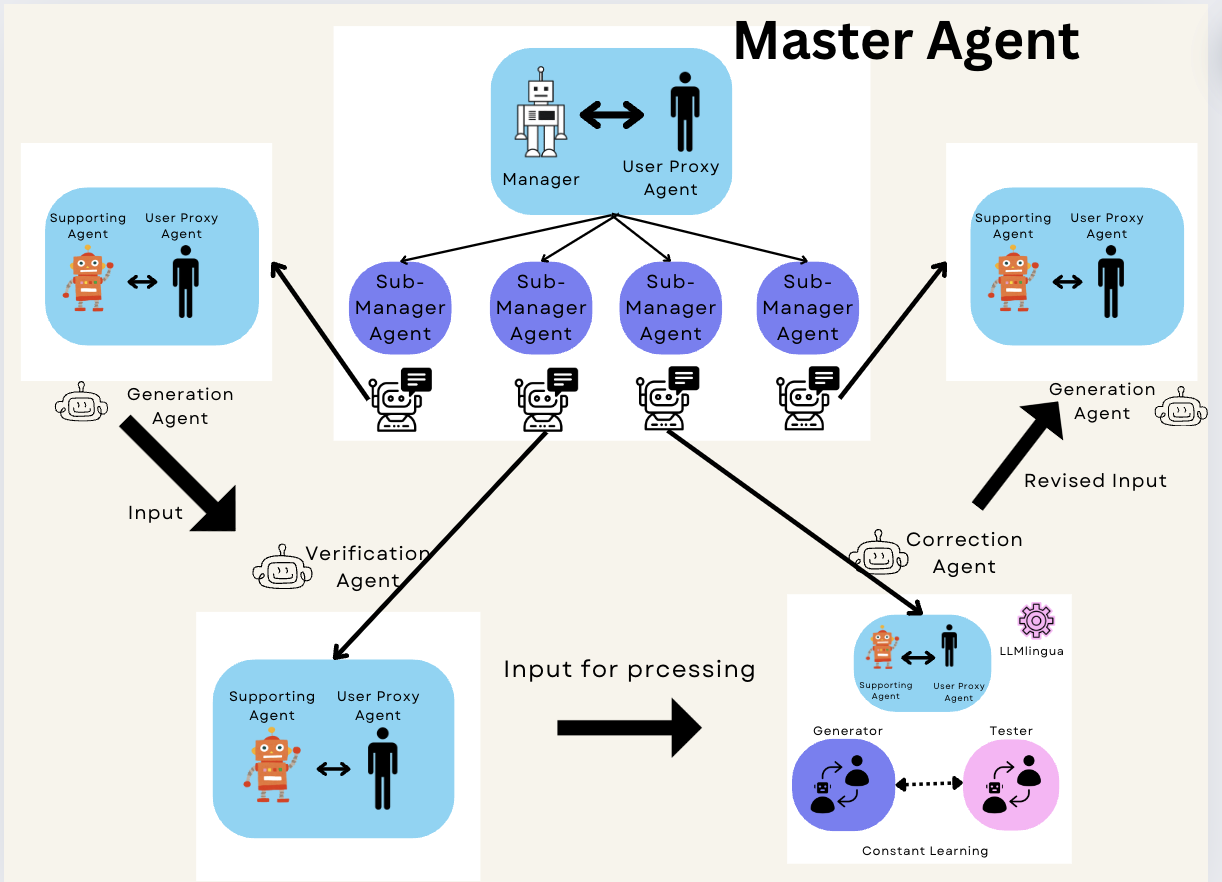 Master Agent
Manager
User Proxy
Agent
Supporting
Agent
User Proxy
Agent
Sub-
Manager
Agent
Sub-
Manager
Agent
Sub-
Manager
Agent
Sub-
Manager
Agent
Supporting
Agent
User Proxy
Agent
Generation
Agent
Input
Generation
Agent
Revised Input
Verification
Agent
Correction
Agent
Supporting
Agent
User Proxy
Agent
Input for prcessing
LLMlingua
Supporting
Agent
User Proxy
Agent
Generator
Tester
Constant Learning